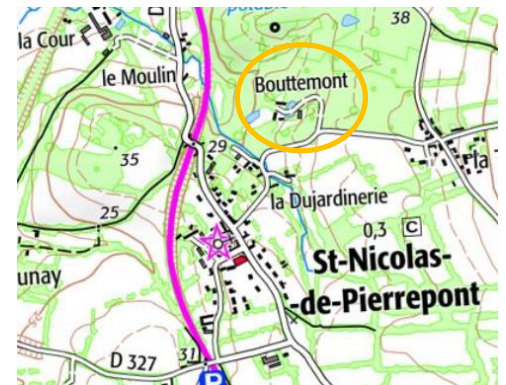 38
la Cour
le Moulin
Bouttemont
29
35
la
la Dujardinerie
25
0,3 C
St-Nicolas-
-de-Pierrepont
unay
D 327
31
P